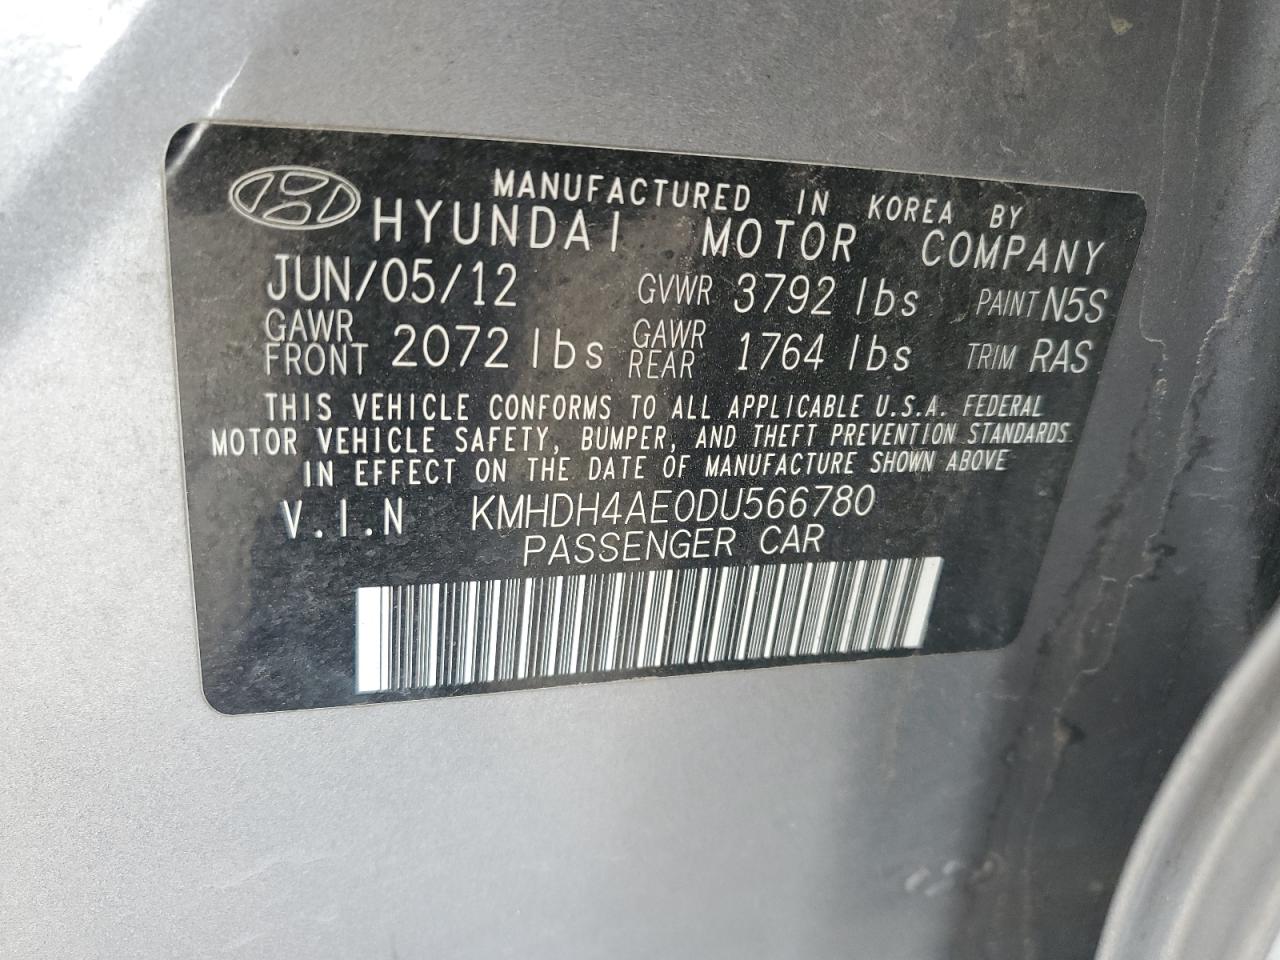 MANUFACTURED IN KOREA BY
HYUNDAI MOTOR COMPANY
JUN/05/12 GVWR 3792 lbs PAINT N5S
GAWR FRONT 2072 lbs GAWR REAR 1764 lbs TRIM RAS
THIS VEHICLE CONFORMS TO ALL APPLICABLE U.S.A. FEDERAL
MOTOR VEHICLE SAFETY, BUMPER, AND THEFT PREVENTION STANDARDS
IN EFFECT ON THE DATE OF MANUFACTURE SHOWN ABOVE
V.I.N KMHDH4AE0DU566780
PASSENGER CAR